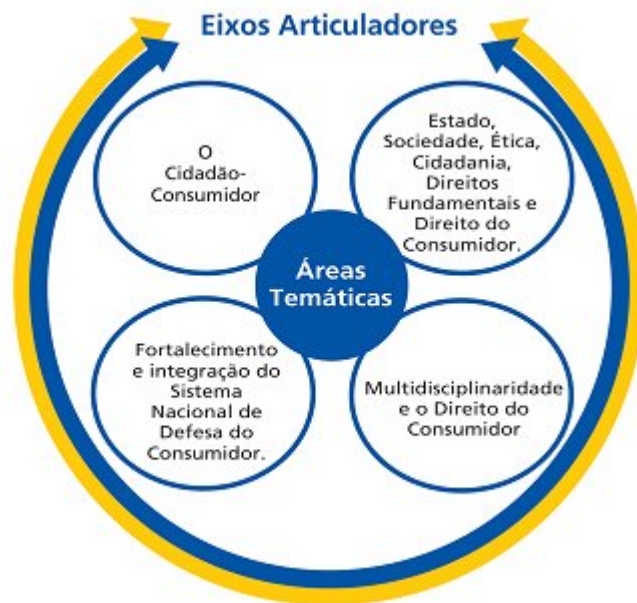 Eixos Articuladores
O
Cidadão-
Consumidor
Estado,
Sociedade, Ética,
Cidadania,
Direitos
Fundamentais e
Direito do
Consumidor.
Áreas
Temáticas
Fortalecimento
e integração do
Sistema
Nacional de
Defesa do
Consumidor.
Multidisciplinaridade
e o Direito do
Consumidor